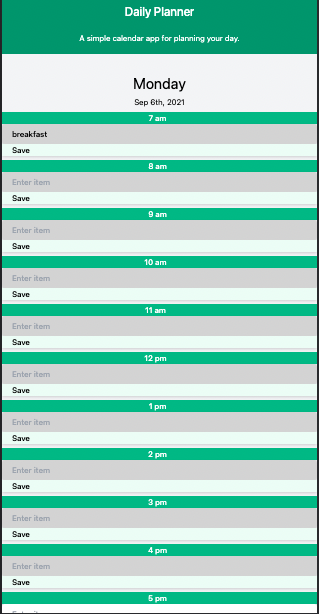 Daily Planner
A simple calendar app for planning your day.
Monday
Sep 6th, 2021
7 am
breakfast
Save
8 am
Enter item
Save
9 am
Enter item
Save
10 am
Enter item
Save
11 am
Enter item
Save
12 pm
Enter item
Save
1 pm
Enter item
Save
2 pm
Enter item
Save
3 pm
Enter item
Save
4 pm
Enter item
Save
5 pm